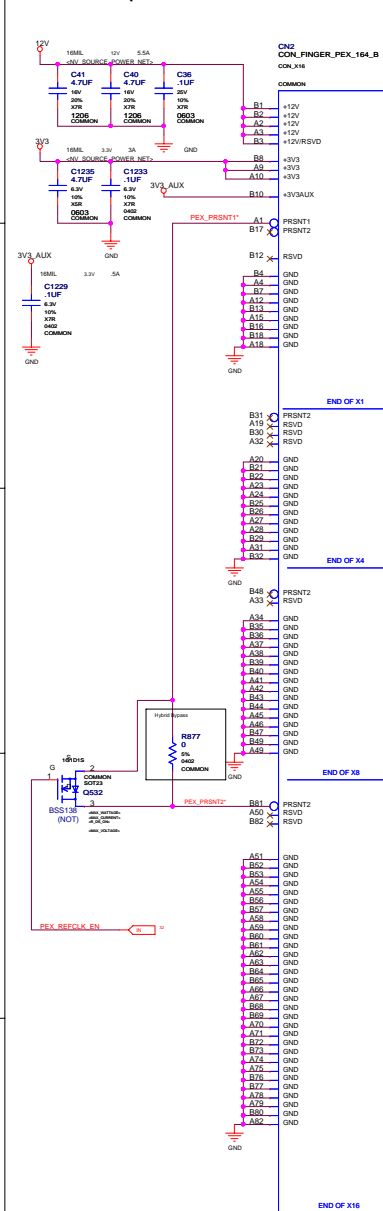 12V
16MIL 12V 5.5A
<NV_SOURCE_POWER_NET>
C41 C40 C36
4.7UF 4.7UF .1UF
16V 16V 25V
20% 20% 10%
X7R X7R X7R
1206 1206 0603
COMMON COMMON COMMON
3V3
16MIL 3.3V 3A GND
<NV_SOURCE_POWER_NET>
C1235 C1233
4.7UF .1UF
6.3V 6.3V
10% 10%
X5R X7R
0603 0402
COMMON COMMON
GND
3V3_AUX
3V3_AUX
16MIL 3.3V .5A
C1229
.1UF
6.3V
10%
X7R
0402
COMMON
GND
CN2
CON_FINGER_PEX_164_B
CON_X16
COMMON
B1 +12V
B2 +12V
A2 +12V
A3 +12V
B3 +12V/RSVD
B8 +3V3
A9 +3V3
A10 +3V3
B10 +3V3AUX
PEX_PRSNT1* A1 PRSNT1
B17 PRSNT2
B12 RSVD
B4 GND
A4 GND
B7 GND
A12 GND
B13 GND
A15 GND
B16 GND
B18 GND
A18 GND
GND
END OF X1
B31 PRSNT2
A19 RSVD
B30 RSVD
A32 RSVD
A20 GND
B21 GND
B22 GND
A23 GND
A24 GND
B25 GND
B26 GND
A27 GND
A28 GND
B29 GND
A31 GND
B32 GND
END OF X4
GND
B48 PRSNT2
A33 RSVD
A34 GND
B35 GND
B36 GND
A37 GND
A38 GND
B39 GND
B40 GND
A41 GND
A42 GND
B43 GND
B44 GND
A45 GND
A46 GND
B47 GND
B49 GND
A49 GND
GND
END OF X8
Hybrid Bypass
R877
0
5%
0402
COMMON
1G1D1S
G S
1 2
COMMON
SOT23
Q532
3
BSS138
(NOT)
<MAX_WATTAGE>
<MAX_CURRENT>
<R_DS_ON>
<MAX_VOLTAGE>
PEX_PRSNT2* B81 PRSNT2
A50 RSVD
B82 RSVD
PEX_REFCLK_EN IN
A51 GND
B52 GND
B53 GND
A54 GND
A55 GND
B56 GND
B57 GND
A58 GND
A59 GND
B60 GND
B61 GND
A62 GND
A63 GND
B64 GND
B65 GND
A66 GND
A67 GND
B68 GND
B69 GND
A70 GND
A71 GND
B72 GND
B73 GND
A74 GND
A75 GND
B76 GND
B77 GND
A78 GND
A79 GND
B80 GND
A82 GND
GND
END OF X16